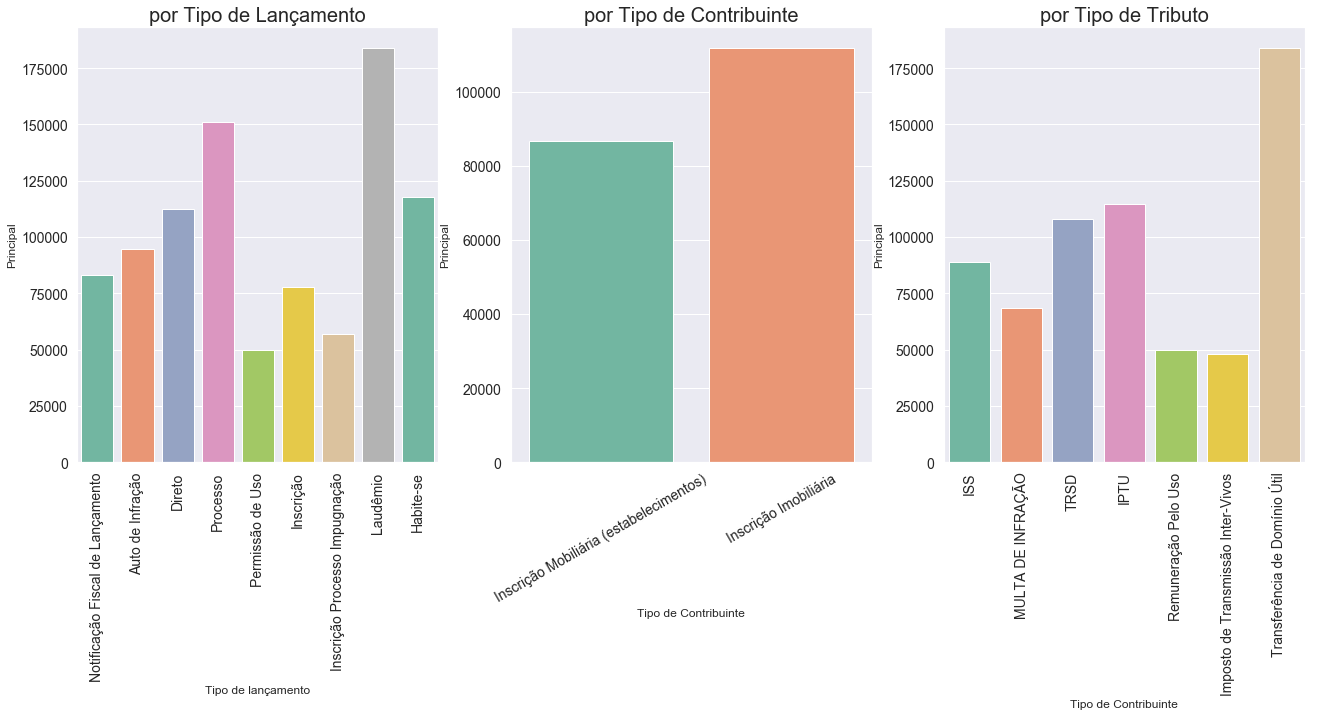 por Tipo de Lançamento
175000
150000
125000
100000
75000
50000
25000
0
Principal
Notificação Fiscal de Lançamento
Auto de Infração
Direto
Processo
Permissão de Uso
Inscrição
Inscrição Processo Impugnação
Laudêmio
Habite-se
Tipo de lançamento
por Tipo de Contribuinte
100000
80000
60000
40000
20000
0
Principal
Inscrição Mobiliária (estabelecimentos)
Inscrição Imobiliária
Tipo de Contribuinte
por Tipo de Tributo
175000
150000
125000
100000
75000
50000
25000
0
Principal
ISS
MULTA DE INFRAÇÃO
TRSD
IPTU
Remuneração Pelo Uso
Imposto de Transmissão Inter-Vivos
Transferência de Domínio Útil
Tipo de Contribuinte